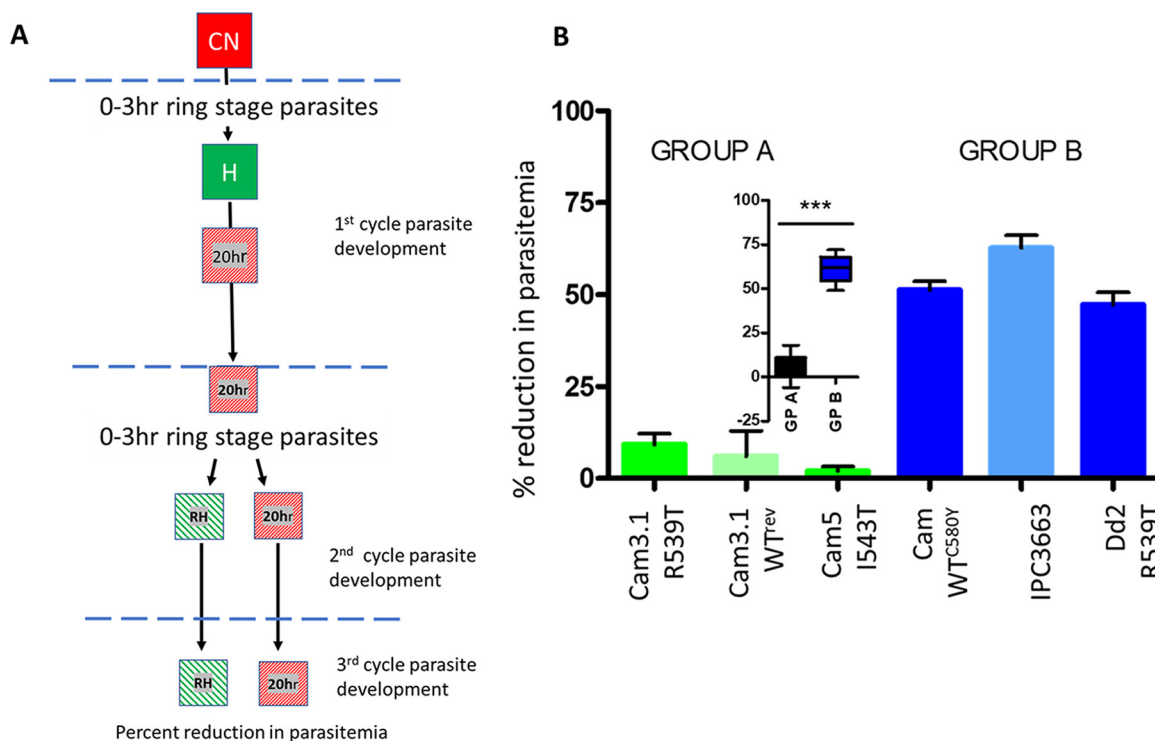 A
CN
0-3hr ring stage parasites
H
20hr
1st cycle parasite
development
20hr
0-3hr ring stage parasites
RH
20hr
2nd cycle parasite
development
RH
20hr
3rd cycle parasite
development
Percent reduction in parasitemia
B
% reduction in parasitemia
100
75
50
25
0
GROUP A
GROUP B
100
75
50
25
0
-25
***
GP A
GP B
Cam3.1
R539T
Cam3.1
WTrev
Cam5
I543T
Cam
WTC580Y
IPC3663
Dd2
R539T